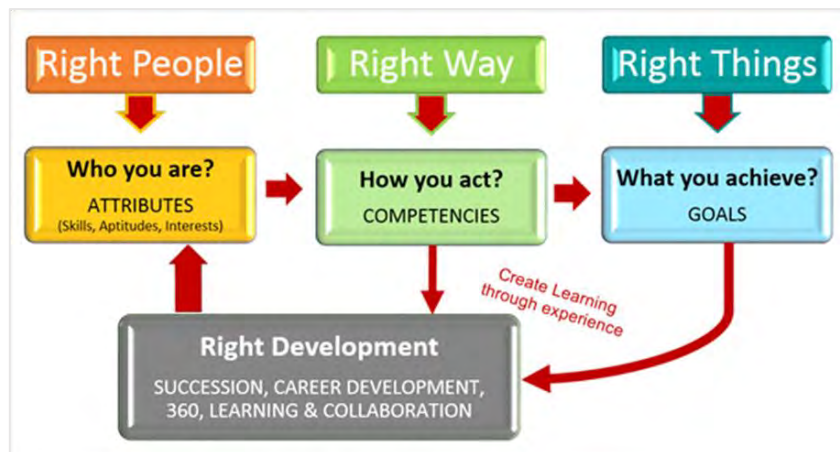 Right People
Right Way
Right Things
Who you are?
ATTRIBUTES
(Skills, Aptitudes, Interests)
How you act?
COMPETENCIES
What you achieve?
GOALS
Create Learning
through experience
Right Development
SUCCESSION, CAREER DEVELOPMENT,
360, LEARNING & COLLABORATION